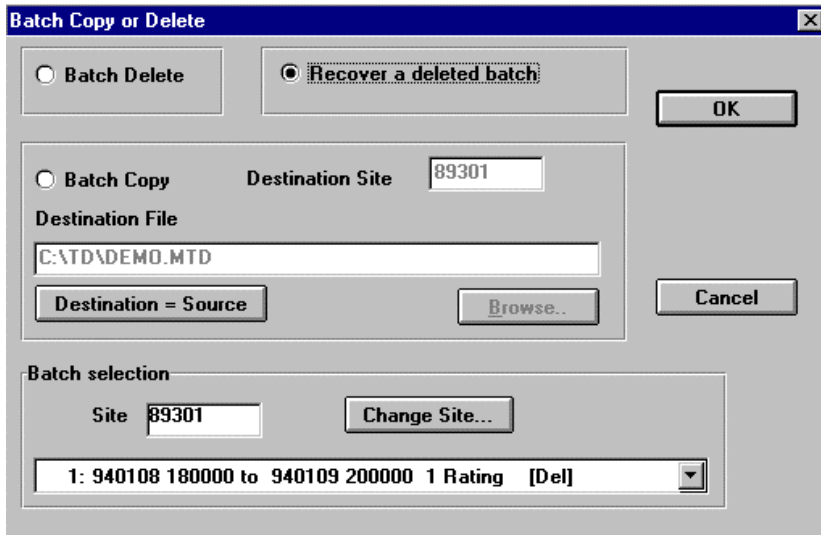 Batch Copy or Delete
Batch Delete
Recover a deleted batch
OK
Batch Copy
Destination Site
89301
Destination File
C:\TD\DEMO.MTD
Destination = Source
Browse..
Cancel
Batch selection
Site
89301
Change Site...
1: 940108 180000 to 940109 200000 1 Rating [Del]